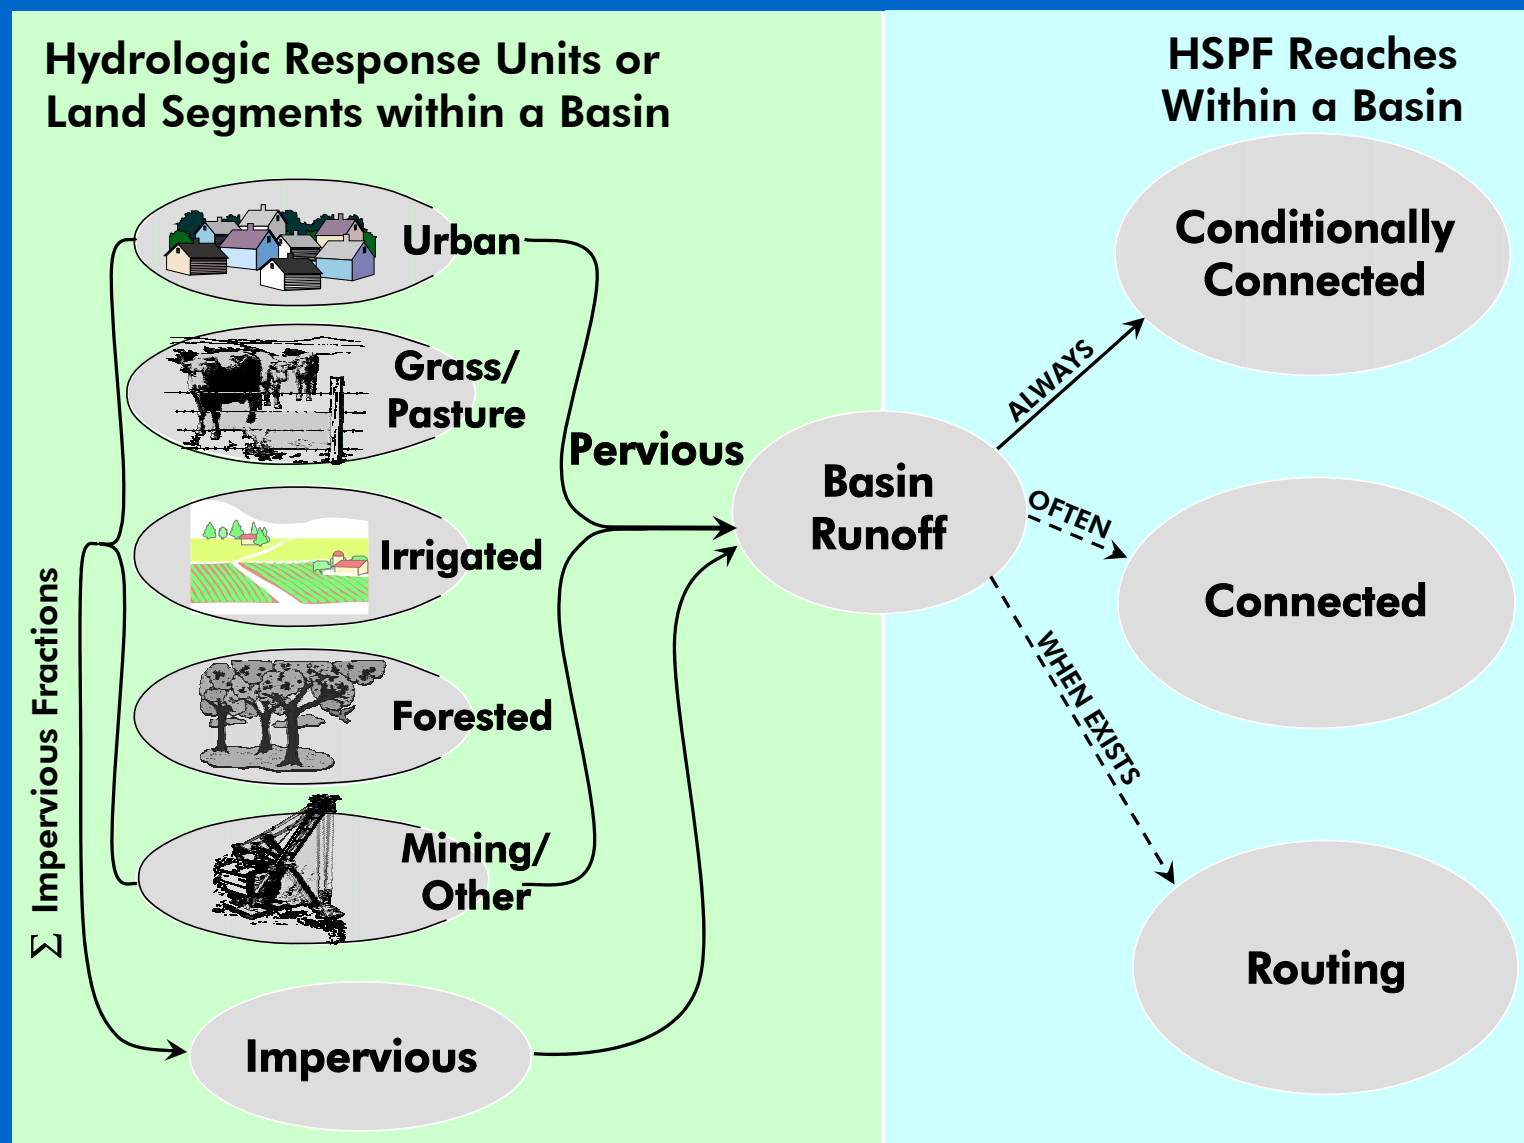 Hydrologic Response Units or
Land Segments within a Basin
HSPF Reaches
Within a Basin
Urban
Grass/
Pasture
Irrigated
Forested
Mining/
Other
Impervious
Σ Impervious Fractions
Pervious
Basin
Runoff
ALWAYS
OFTEN
WHEN EXISTS
Conditionally
Connected
Connected
Routing